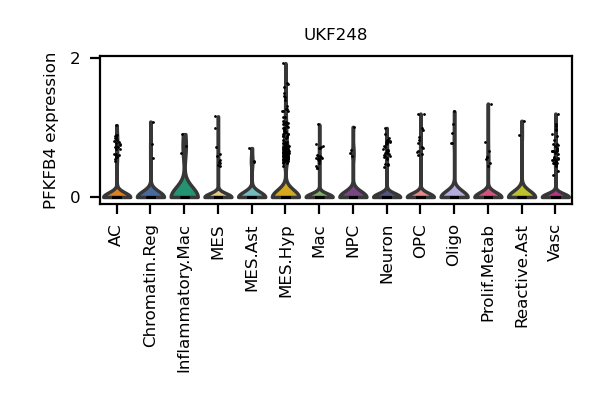 UKF248
PFKFB4 expression
2
0
AC
Chromatin.Reg
Inflammatory.Mac
MES
MES.Ast
MES.Hyp
Mac
NPC
Neuron
OPC
Oligo
Prolif.Metab
Reactive.Ast
Vasc